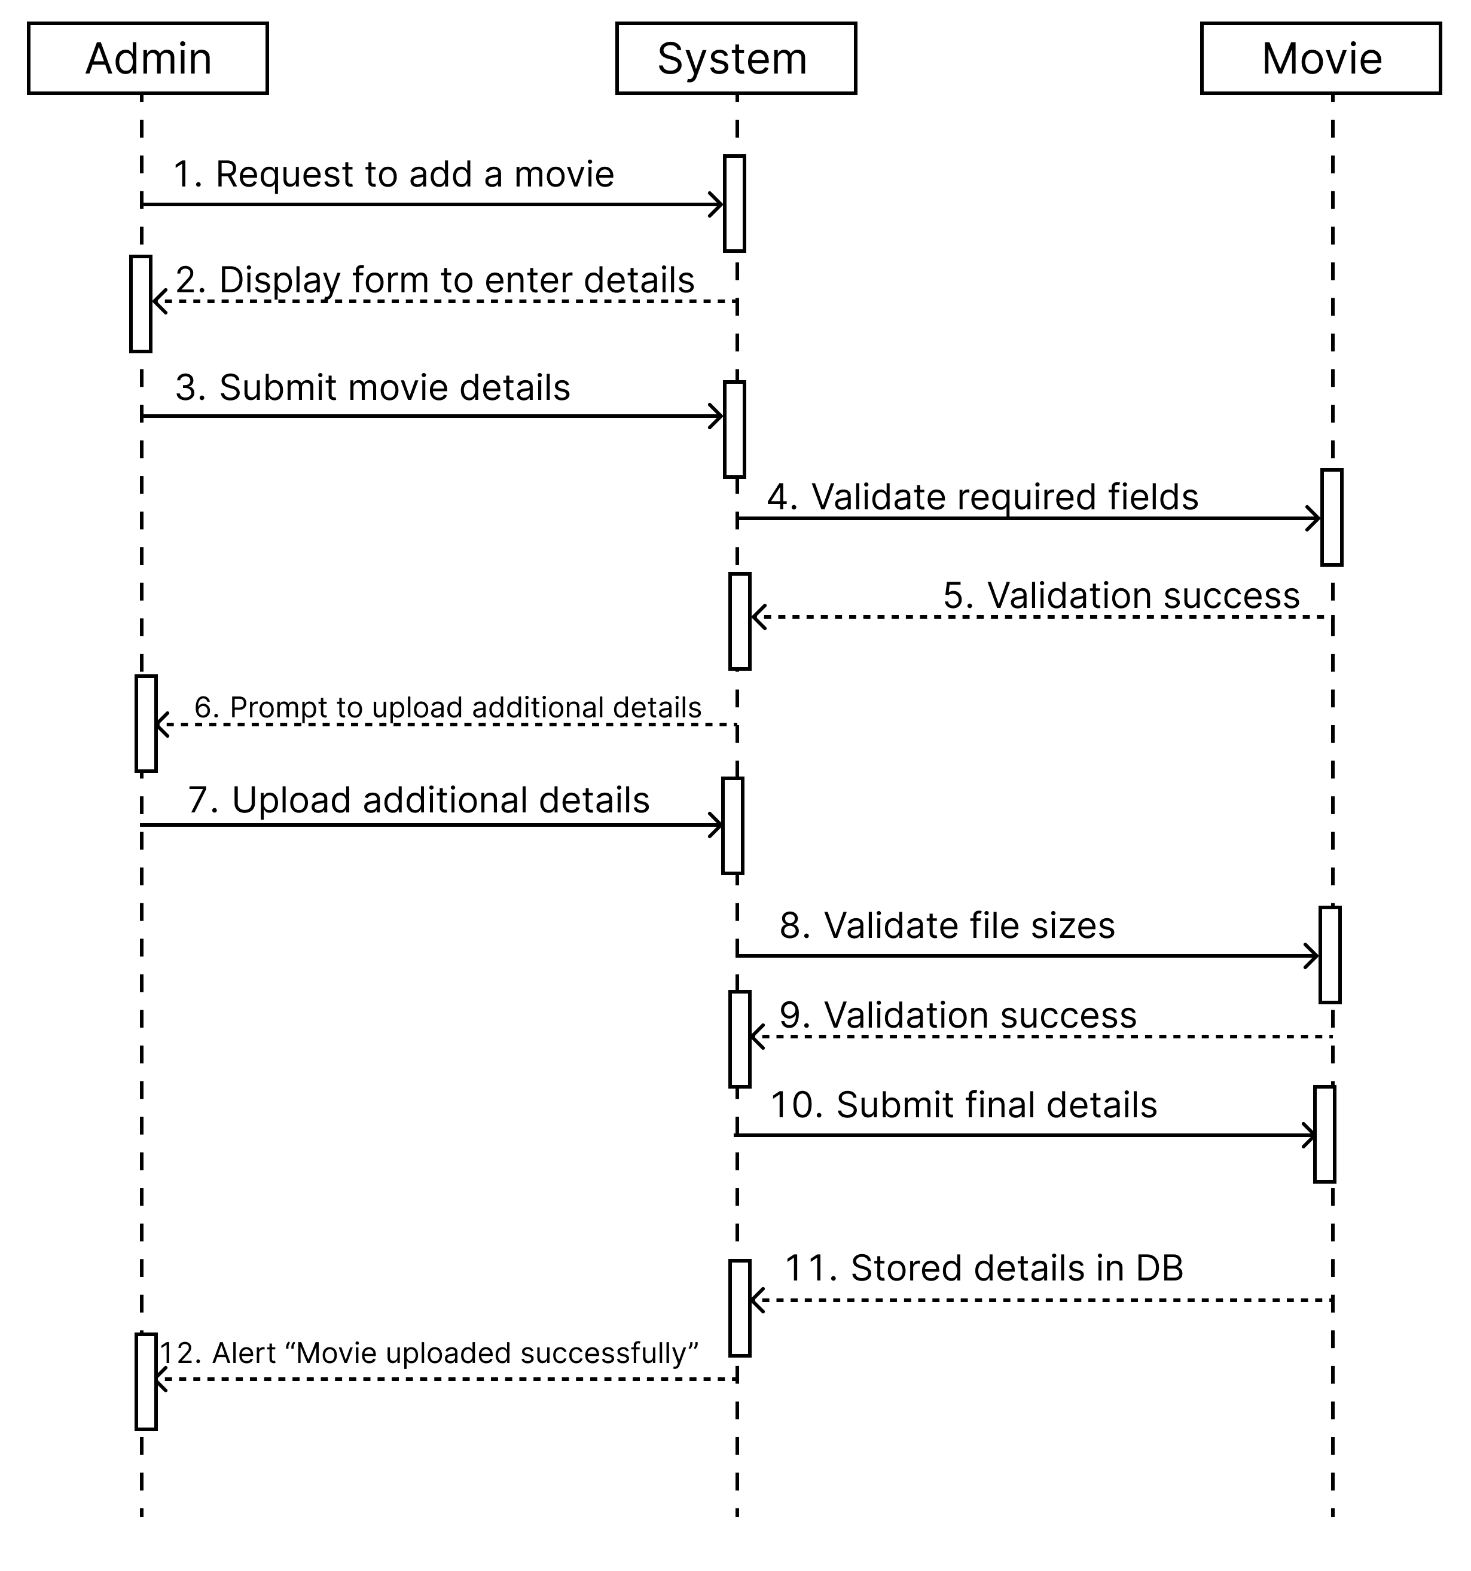 Admin
System
Movie
1. Request to add a movie
2. Display form to enter details
3. Submit movie details
4. Validate required fields
5. Validation success
6. Prompt to upload additional details
7. Upload additional details
8. Validate file sizes
9. Validation success
10. Submit final details
11. Stored details in DB
12. Alert “Movie uploaded successfully”